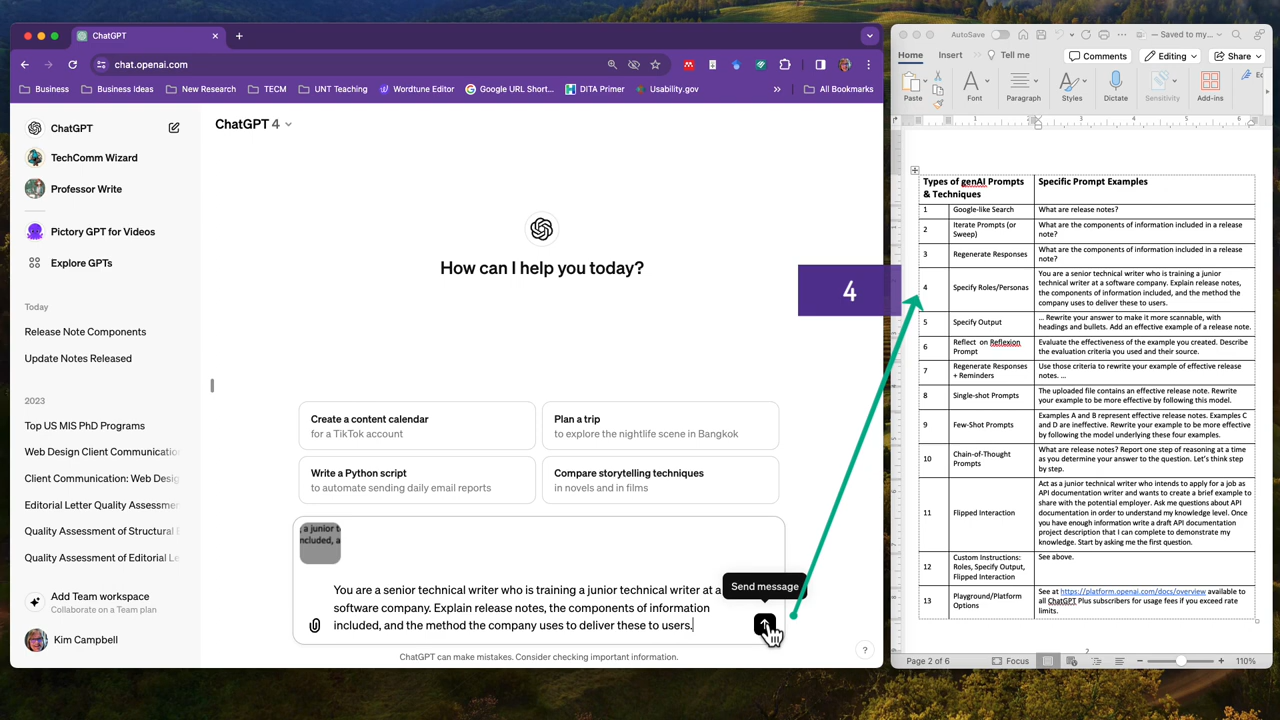 ChatGPT
chat.openai.com
Business
Business Ideas
New Research
TECM
Online Teaching
Wordtune Editor
Google URL Short...
DITA Primer
Usability.gov
»
All Bookmarks
ChatGPT
TechComm Wizard
Professor Write
Pictory GPT for Videos
Explore GPTs
Today
Release Note Components
Update Notes Released
2023
Top US MIS PhD Programs
Web Design Client Communication
Client Communication: Web Desig
Editorial Letter Quality Assessmer
Quality Assessment of Structural E
Quality Assessment of Editorial Le
Add Team workspace
Collaborate on a Team plan
Kim Campbell
ChatGPT 4
How can I help you today?
Create a content calendar
for a TikTok account
Plan a trip
to explore the nightlife scene in Bangkok
Write a Python script
to automate sending daily email reports
Compare storytelling techniques
in novels and in films
a junior t
included, a
Send message
You are a senior technical writer who is training a junior technical writer at a
software company. Explain release notes, the components of information
included, and the method the company uses to deliver these to users.
ChatGPT can make mistakes. Consider checking important information.
?
4
AutoSave
— Saved to my...
Home
Insert
Tell me
Comments
Editing
Share
Paste
Font
Paragraph
Styles
Dictate
Sensitivity
Add-ins
Types of genAI Prompts
& Techniques
Specific Prompt Examples
1
Google-like Search
What are release notes?
2
Iterate Prompts (or
Sweep)
What are the components of information included in a release
note?
3
Regenerate Responses
What are the components of information included in a release
note?
4
Specify Roles/Personas
You are a senior technical writer who is training a junior
technical writer at a software company. Explain release notes,
the components of information included, and the method the
company uses to deliver these to users.
5
Specify Output
... Rewrite your answer to make it more scannable, with
headings and bullets. Add an effective example of a release note.
6
Reflect on Reflexion
Prompt
Evaluate the effectiveness of the example you created. Describe
the evaluation criteria you used and their source.
7
Regenerate Responses
+ Reminders
Use those criteria to rewrite your example of effective release
notes. ...
8
Single-shot Prompts
The uploaded file contains an effective release note. Rewrite
your example to be more effective by following this model.
9
Few-Shot Prompts
Examples A and B represent effective release notes. Examples C
and D are ineffective. Rewrite your example to be more effective
by following the model underlying these four examples.
10
Chain-of-Thought
Prompts
What are release notes? Report one step of reasoning at a time
as you determine your answer to the question. Let's think step
by step.
11
Flipped Interaction
Act as a junior technical writer who intends to apply for a job as
API documentation writer and wants to create a brief example to
share with the potential employer. Ask me questions about API
documentation in order to understand my knowledge level. Once
you have enough information write a draft API documentation
project description that I can complete to demonstrate my
knowledge. Start by asking me the first question.
12
Custom Instructions:
Roles, Specify Output,
Flipped Interaction
See above.
13
Playground/Platform
Options
See at https://platform.openai.com/docs/overview available to
all ChatGPT Plus subscribers for usage fees if you exceed rate
limits.
Page 2 of 6
Focus
110%